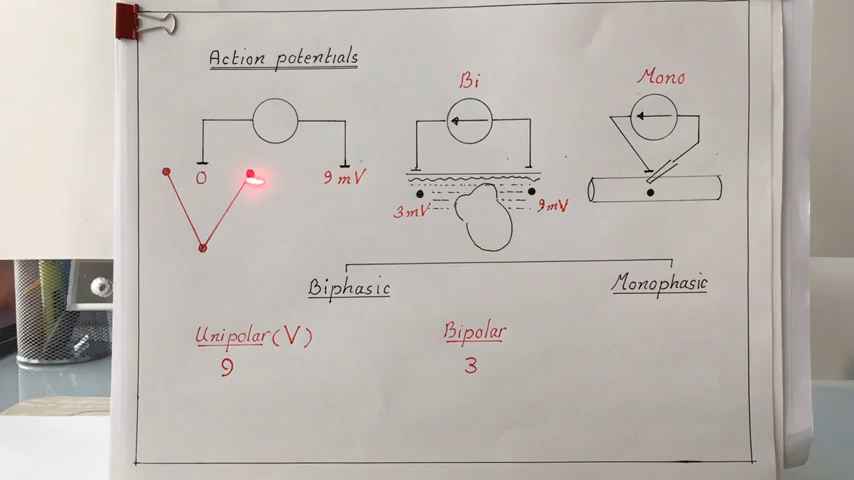 Action potentials
Bi
Mono
0
9 mV
3mV
9mV
Biphasic
Monophasic
Unipolar (V)
Bipolar
9
3